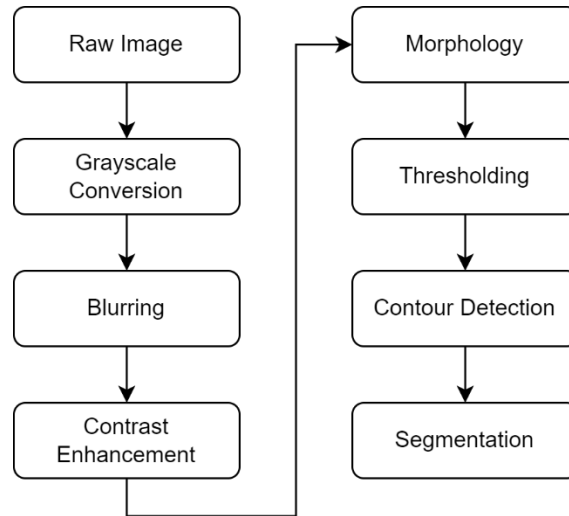 Raw Image
Grayscale
Conversion
Blurring
Contrast
Enhancement
Morphology
Thresholding
Contour Detection
Segmentation